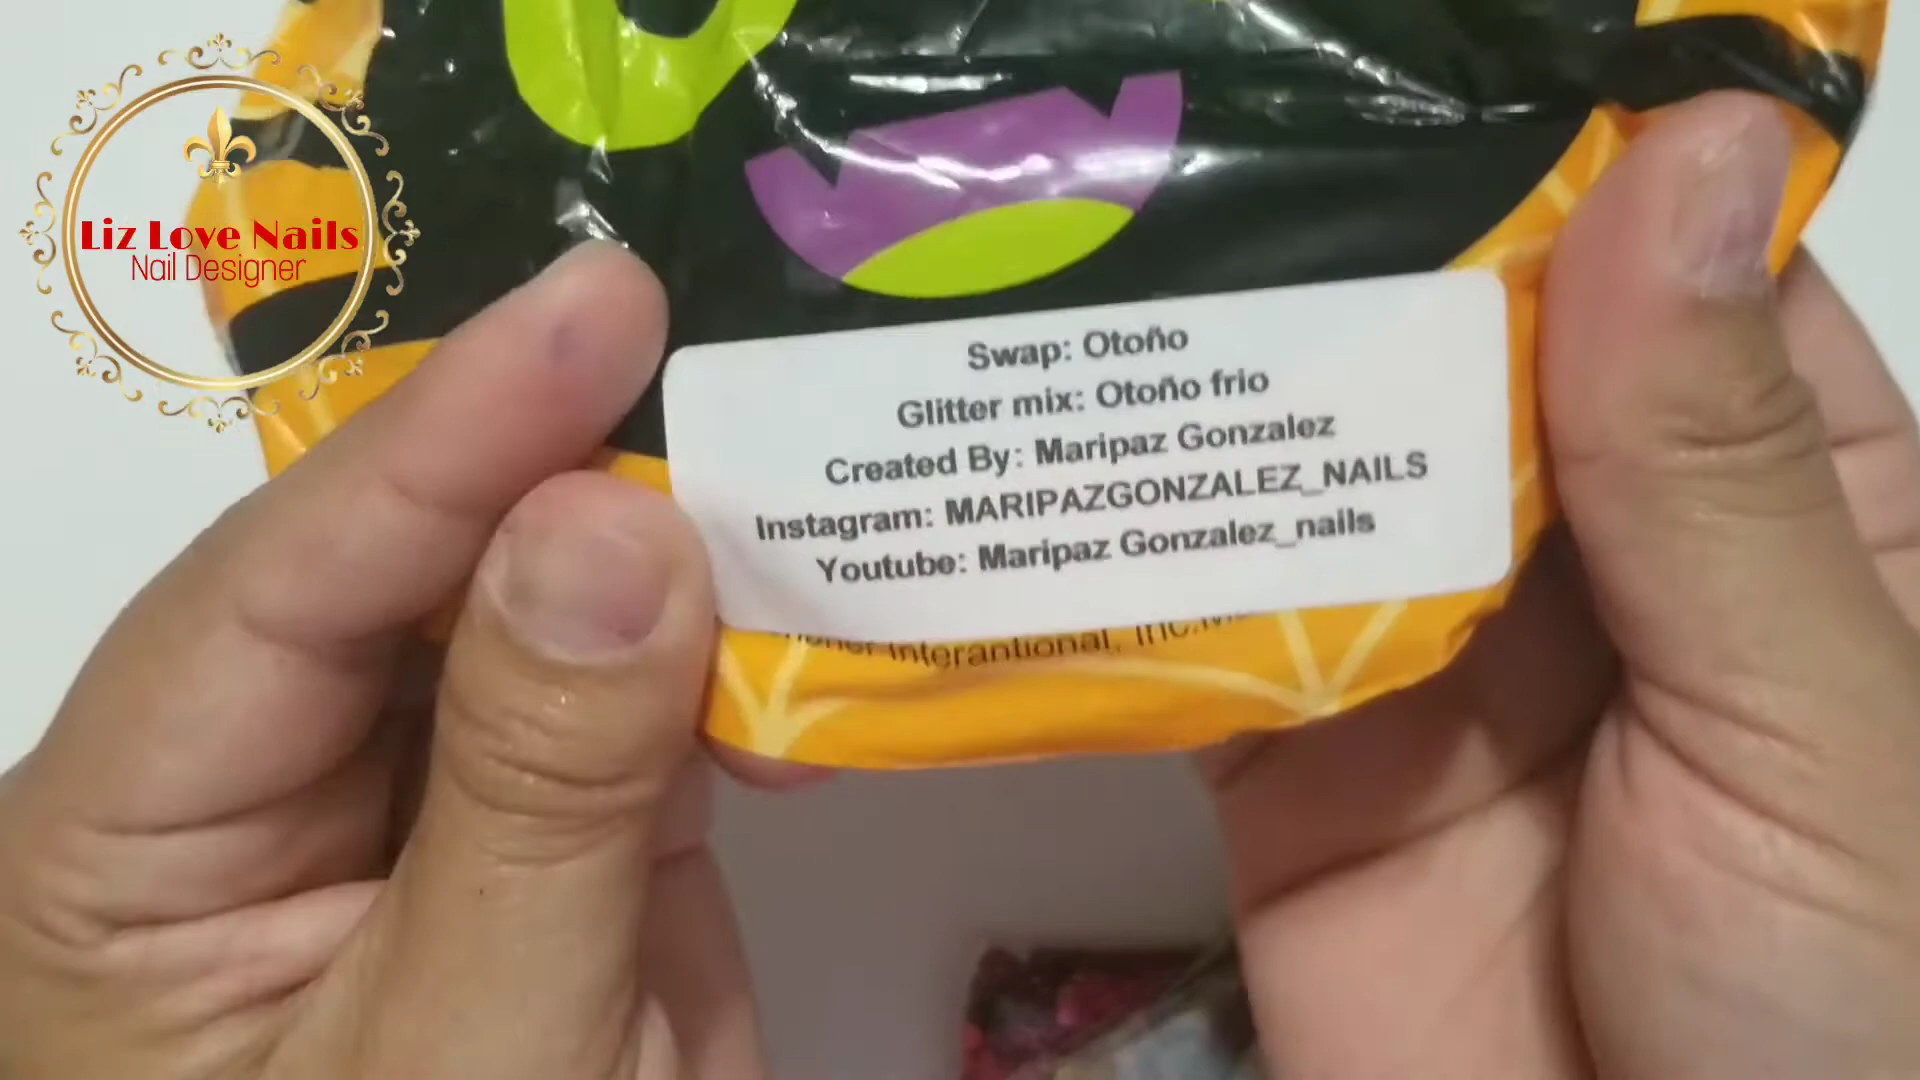 Liz Love Nails
Nail Designer
Swap: Otoño
Glitter mix: Otoño frio
Created By: Maripaz Gonzalez
Instagram: MARIPAZGONZALEZ_NAILS
Youtube: Maripaz Gonzalez_nails
Interantional, Inc.